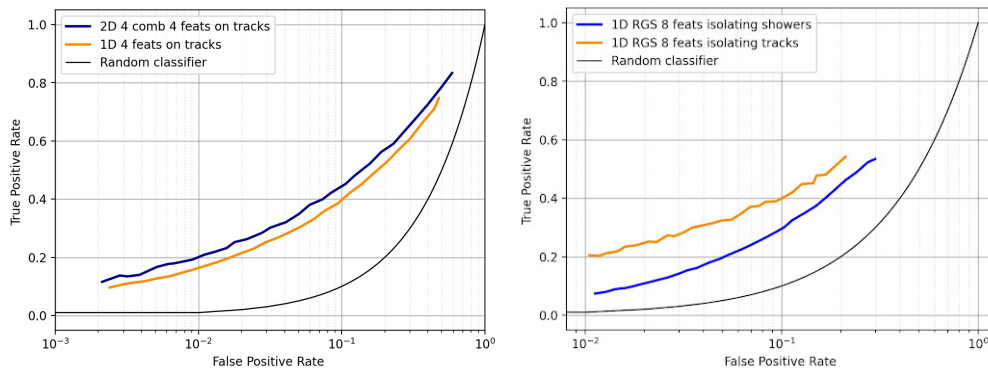 2D 4 comb 4 feats on tracks
1D 4 feats on tracks
Random classifier
1.0
0.8
0.6
0.4
0.2
0.0
True Positive Rate
10⁻³
10⁻²
10⁻¹
10⁰
False Positive Rate
1D RGS 8 feats isolating showers
1D RGS 8 feats isolating tracks
Random classifier
1.0
0.8
0.6
0.4
0.2
0.0
True Positive Rate
10⁻²
10⁻¹
10⁰
False Positive Rate